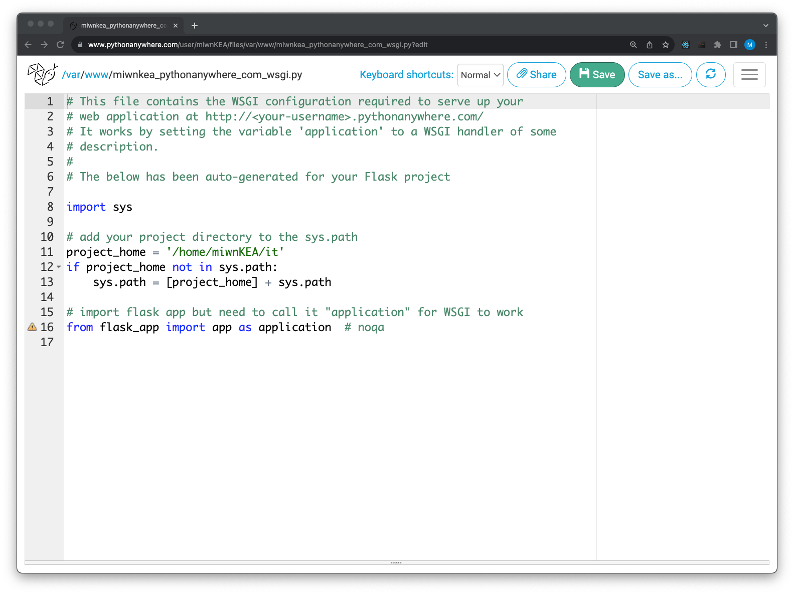 miwnkea_pythonanywhere_co
www.pythonanywhere.com/user/miwnKEA/files/var/www/miwnkea_pythonanywhere_com_wsgi.py?edit
M
/var/www/miwnkea_pythonanywhere_com_wsgi.py
Keyboard shortcuts: Normal Share Save Save as...
1 # This file contains the WSGI configuration required to serve up your
2 # web application at http://<your-username>.pythonanywhere.com/
3 # It works by setting the variable 'application' to a WSGI handler of some
4 # description.
5 #
6 # The below has been auto-generated for your Flask project
7
8 import sys
9
10 # add your project directory to the sys.path
11 project_home = '/home/miwnKEA/it'
12 if project_home not in sys.path:
13     sys.path = [project_home] + sys.path
14
15 # import flask app but need to call it "application" for WSGI to work
16 from flask_app import app as application  # noqa
17